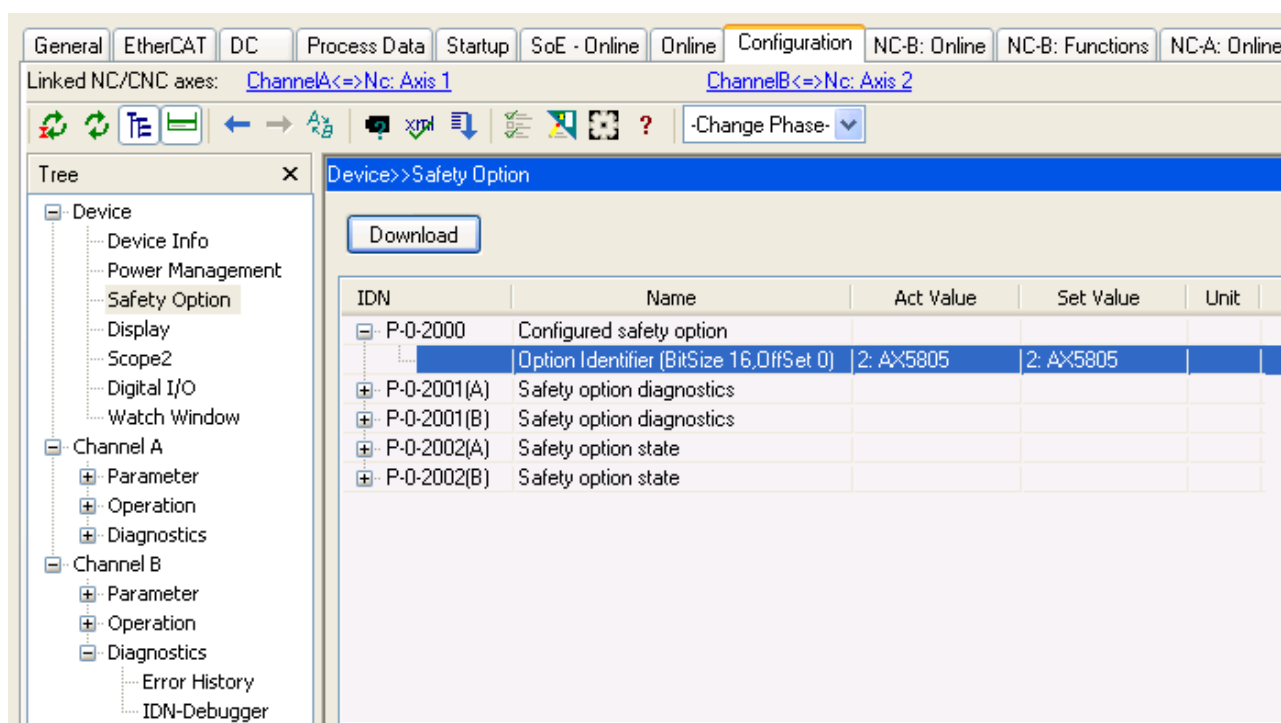 General EtherCAT DC Process Data Startup SoE - Online Online Configuration NC-B: Online NC-B: Functions NC-A: Online
Linked NC/CNC axes: ChannelA<=>Nc: Axis 1 ChannelB<=>Nc: Axis 2
-Change Phase-
Tree
Device>>Safety Option
Device
Device Info
Power Management
Safety Option
Display
Scope2
Digital I/O
Watch Window
Channel A
Parameter
Operation
Diagnostics
Channel B
Parameter
Operation
Diagnostics
Error History
IDN-Debugger
Download
IDN Name Act Value Set Value Unit
P-0-2000 Configured safety option
Option Identifier (BitSize 16,OffSet 0) 2: AX5805 2: AX5805
P-0-2001(A) Safety option diagnostics
P-0-2001(B) Safety option diagnostics
P-0-2002(A) Safety option state
P-0-2002(B) Safety option state